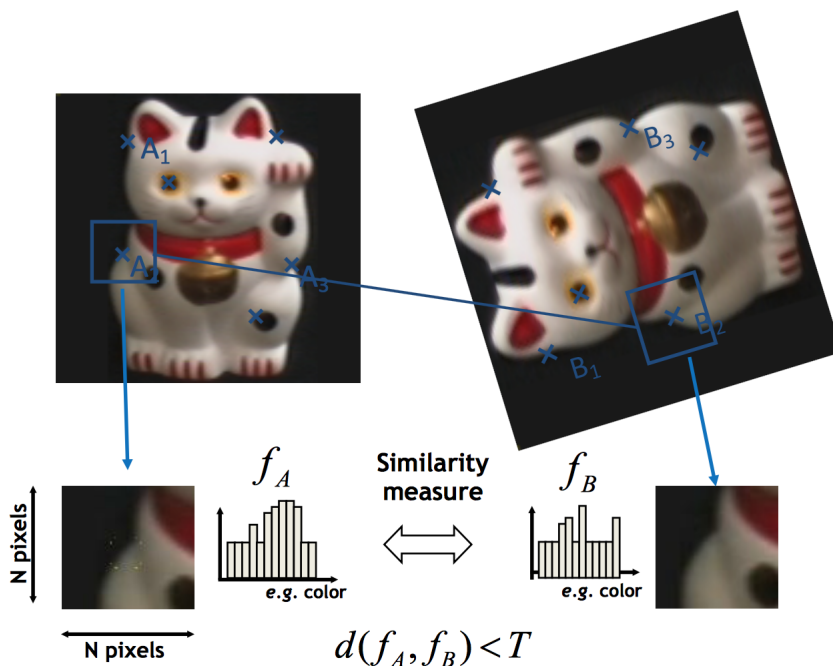 A₁
A₂
A₃
B₃
B₂
B₁
f_A
Similarity
measure
f_B
N pixels
e.g. color
e.g. color
N pixels
d(f_A, f_B) < T